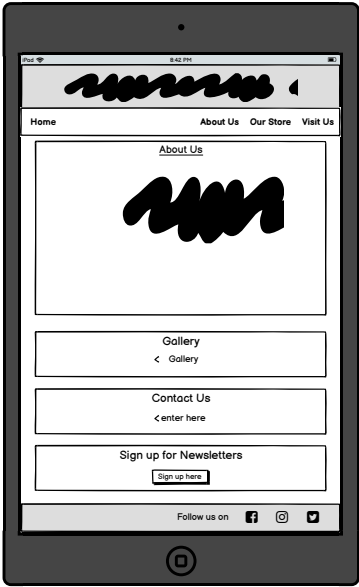 iPod 8:42 PM
Home About Us Our Store Visit Us
About Us
Gallery
< Gallery
Contact Us
< enter here
Sign up for Newsletters
Sign up here
Follow us on